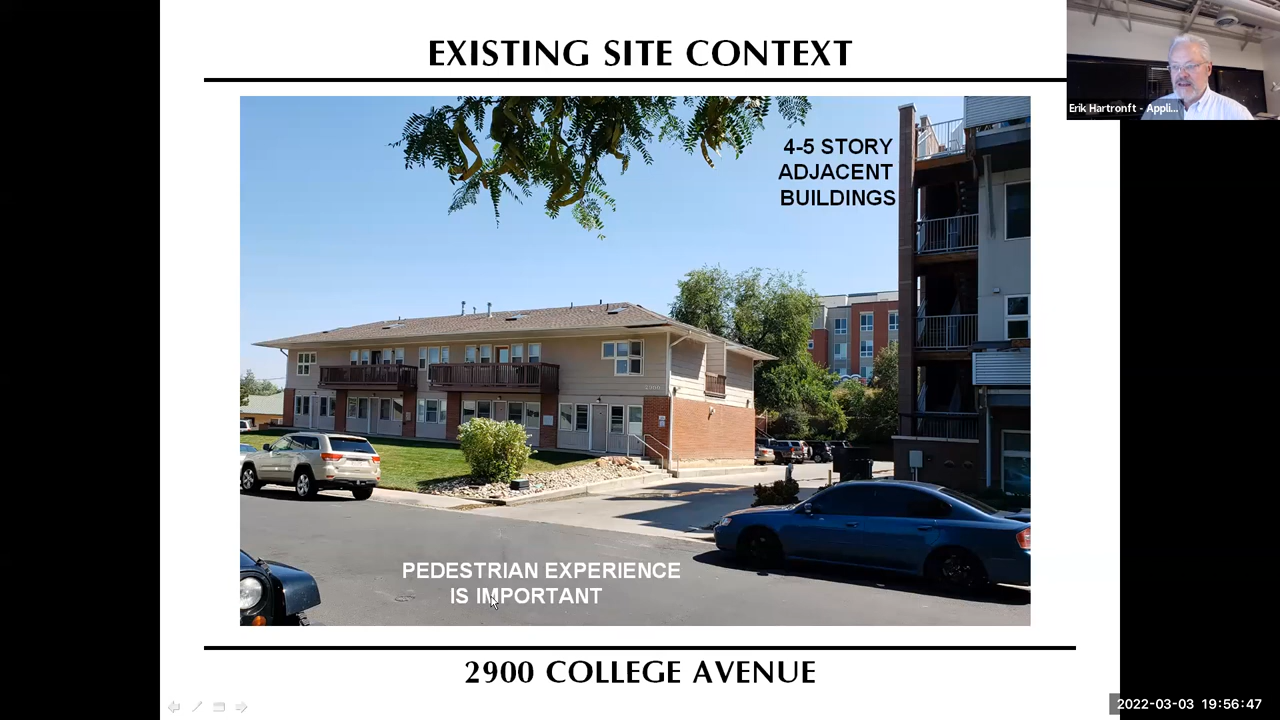 EXISTING SITE CONTEXT
Erik Hartronft - Appli...
4-5 STORY
ADJACENT
BUILDINGS
PEDESTRIAN EXPERIENCE
IS IMPORTANT
2900 COLLEGE AVENUE
2022-03-03 19:56:47